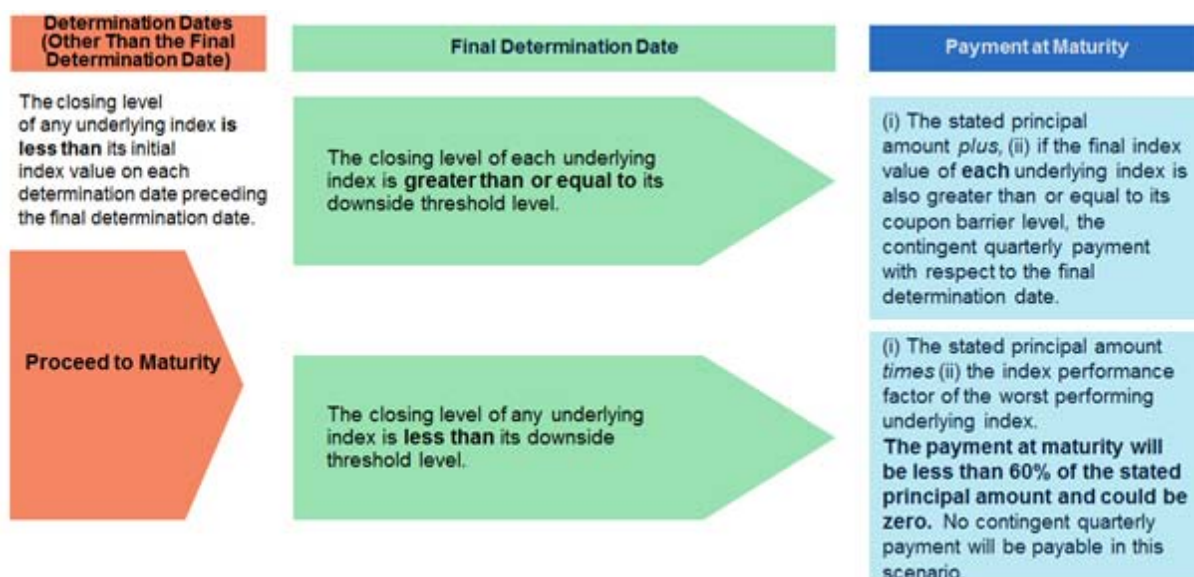 Determination Dates
(Other Than the Final
Determination Date)
The closing level
of any underlying index is
less than its initial
index value on each
determination date preceding
the final determination date.
Proceed to Maturity
Final Determination Date
The closing level of each underlying
index is greater than or equal to its
downside threshold level.
The closing level of any underlying
index is less than its downside
threshold level.
Payment at Maturity
(i) The stated principal
amount plus, (ii) if the final index
value of each underlying index is
also greater than or equal to its
coupon barrier level, the
contingent quarterly payment
with respect to the final
determination date.
(i) The stated principal amount
times (ii) the index performance
factor of the worst performing
underlying index.
The payment at maturity will
be less than 60% of the stated
principal amount and could be
zero. No contingent quarterly
payment will be payable in this
scenario